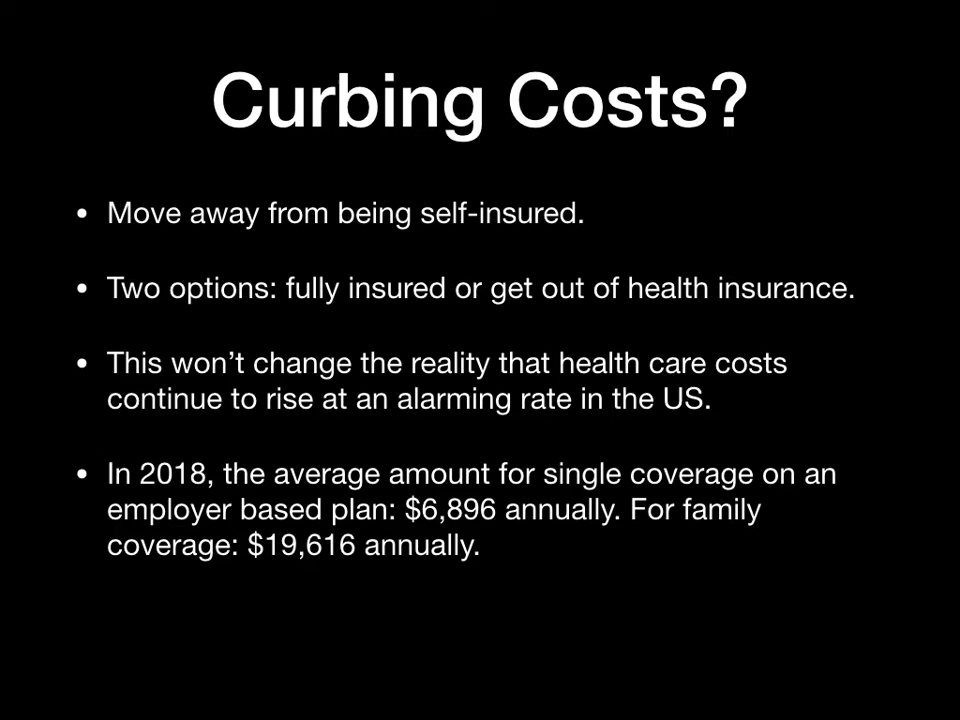 Curbing Costs?
• Move away from being self-insured.
• Two options: fully insured or get out of health insurance.
• This won’t change the reality that health care costs
continue to rise at an alarming rate in the US.
• In 2018, the average amount for single coverage on an
employer based plan: $6,896 annually. For family
coverage: $19,616 annually.